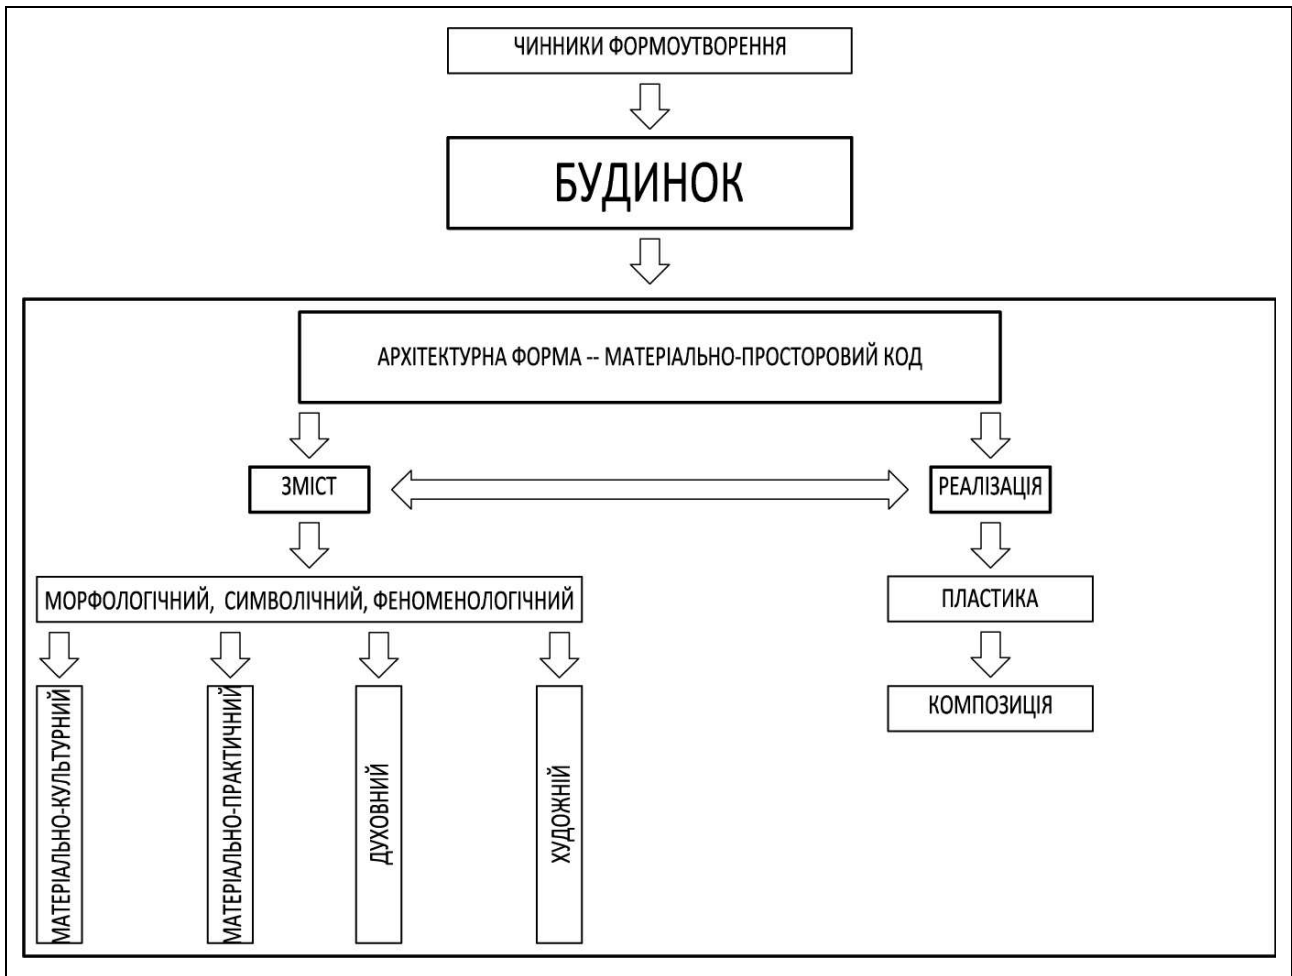 ЧИННИКИ ФОРМОУТВОРЕННЯ
БУДИНОК
АРХІТЕКТУРНА ФОРМА -- МАТЕРІАЛЬНО-ПРОСТОРОВИЙ КОД
ЗМІСТ
РЕАЛІЗАЦІЯ
МОРФОЛОГІЧНИЙ, СИМВОЛІЧНИЙ, ФЕНОМЕНОЛОГІЧНИЙ
ПЛАСТИКА
КОМПОЗИЦІЯ
МАТЕРІАЛЬНО-КУЛЬТУРНИЙ
МАТЕРІАЛЬНО-ПРАКТИЧНИЙ
ДУХОВНИЙ
ХУДОЖНІЙ